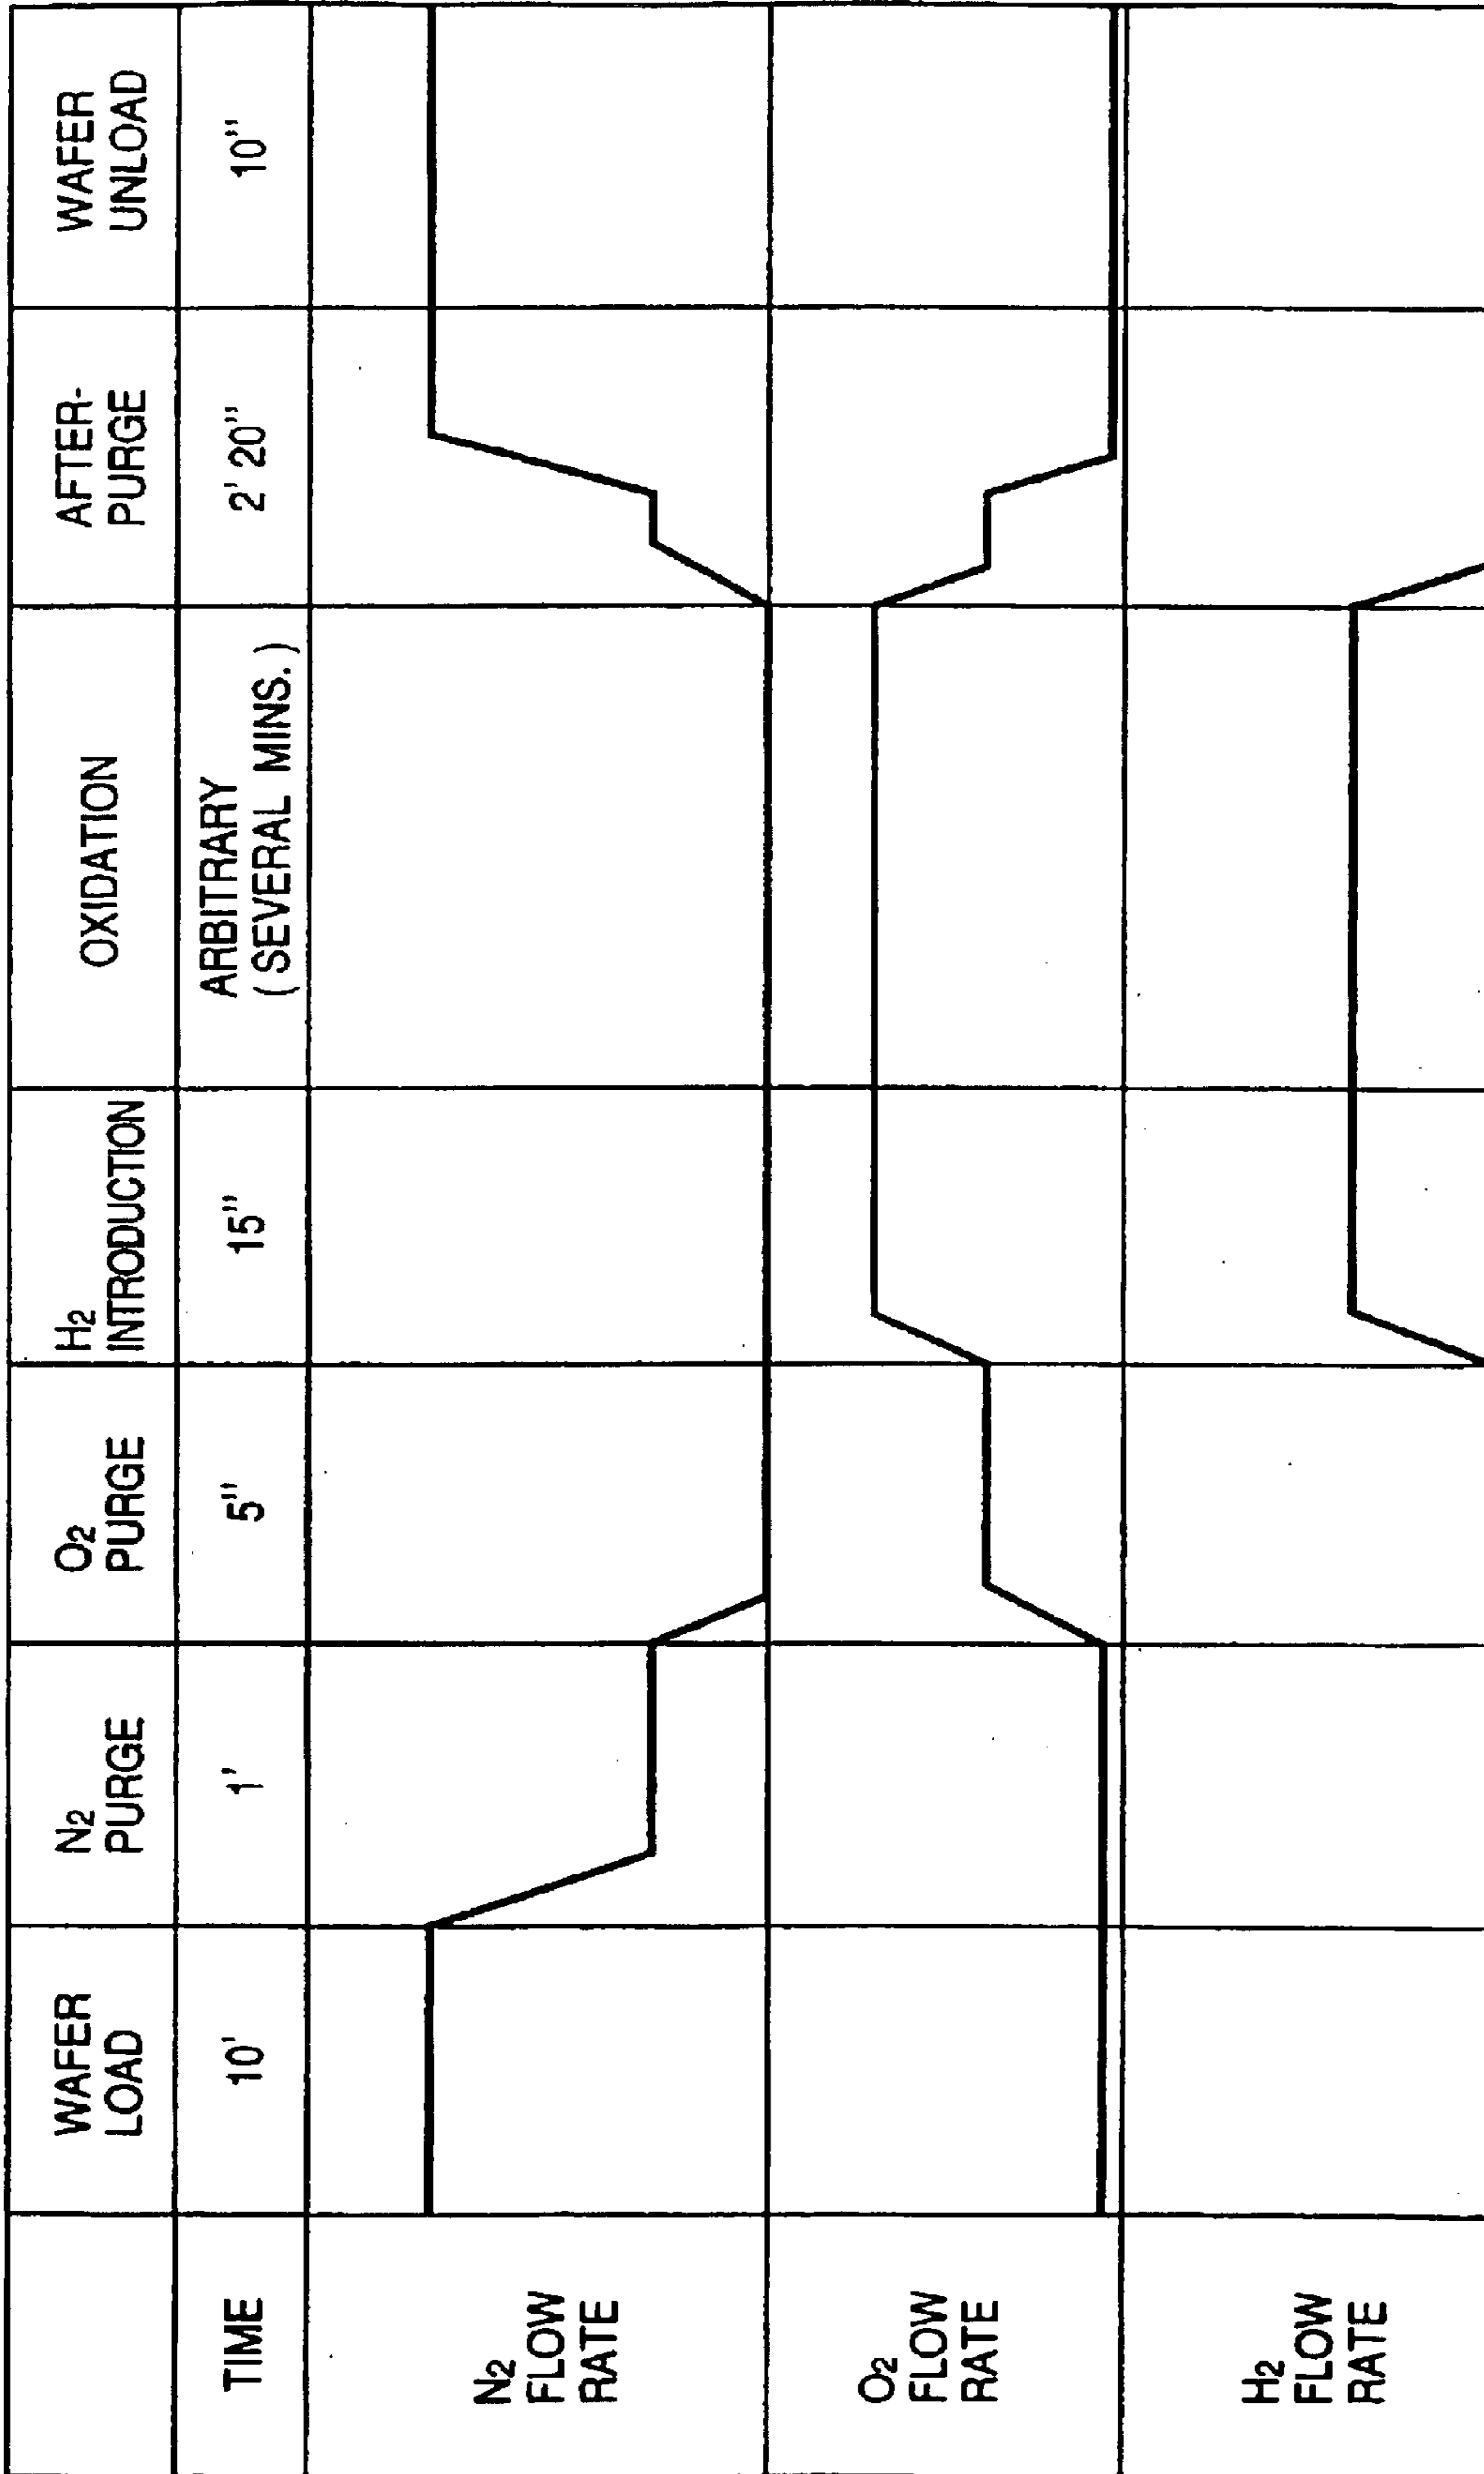 WAFER
LOAD
N2
PURGE
O2
PURGE
H2
INTRODUCTION
OXIDATION
AFTER-
PURGE
WAFER
UNLOAD
TIME
10'
1'
5"
15"
ARBITRARY
( SEVERAL MINS. )
2' 20"
10"
N2
FLOW
RATE
O2
FLOW
RATE
H2
FLOW
RATE